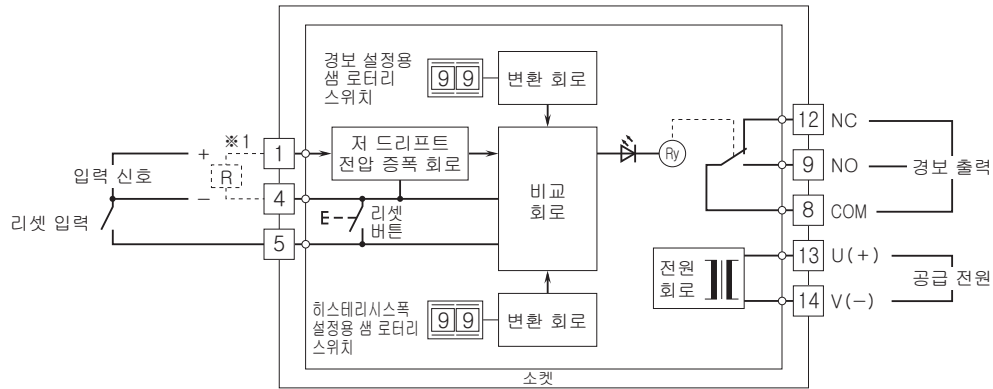 경보 설정용
샘 로터리
스위치
9 9
변환 회로
※1
+
입력 신호
R
−
리셋 입력
1
4
5
저 드리프트
전압 증폭 회로
E
리셋
버튼
비교
회로
Ry
12 NC
9 NO
8 COM
경보 출력
전원
회로
13 U(+)
14 V(−)
공급 전원
히스테리시스폭
설정용 샘 로터리
스위치
9 9
변환 회로
소켓